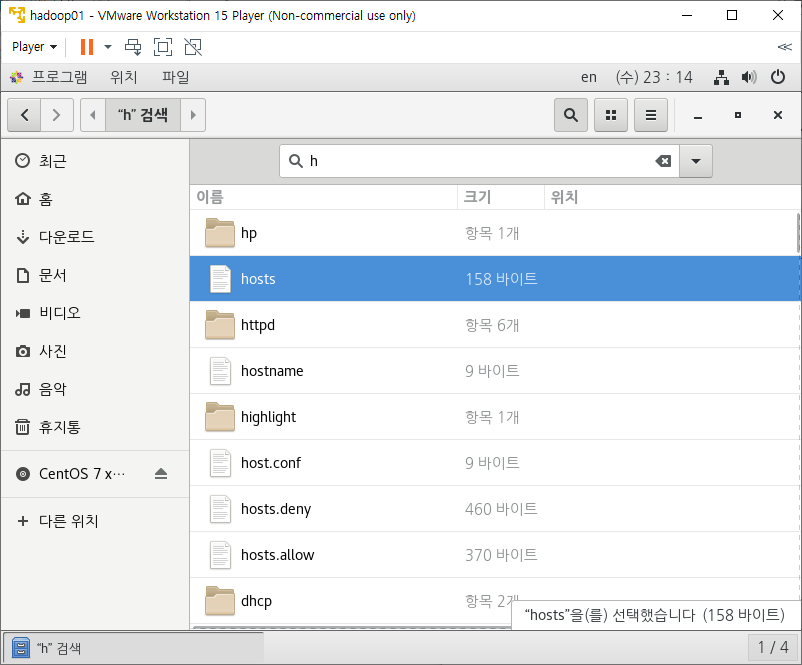 hadoop01 - VMware Workstation 15 Player (Non-commercial use only)
Player
프로그램 위치 파일 en (수) 23 : 14
“h” 검색
최근
홈
다운로드
문서
비디오
사진
음악
휴지통
CentOS 7 x…
다른 위치
h
이름 크기 위치
hp 항목 1개
hosts 158 바이트
httpd 항목 6개
hostname 9 바이트
highlight 항목 1개
host.conf 9 바이트
hosts.deny 460 바이트
hosts.allow 370 바이트
dhcp 항목 2개
“hosts”을(를) 선택했습니다 (158 바이트)
“h” 검색 1 / 4